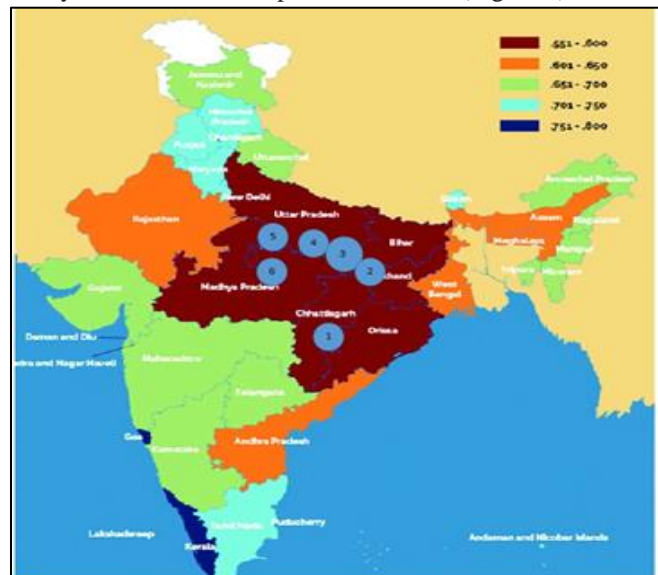 .551 - .600
.601 - .650
.651 - .700
.701 - .750
.751 - .800
Jammu and
Kashmir
Himachal
Pradesh
Chandigarh
Punjab
Uttaranchal
Haryana
New Delhi
Arunachal Pradesh
Rajasthan
Uttar Pradesh
Sikkim
Assam
Nagaland
Bihar
Meghalaya
Manipur
5
4
3
2
6
Tripura
Mizoram
Gujarat
Madhya Pradesh
West
Bengal
Chhattisgarh
Daman and Diu
1
Orissa
and Nagar Haveli
Maharashtra
Telangana
Goa
Karnataka
Andhra Pradesh
Lakshadweep
Tamil Nadu
Puducherry
Kerala
Andaman and Nicobar Islands